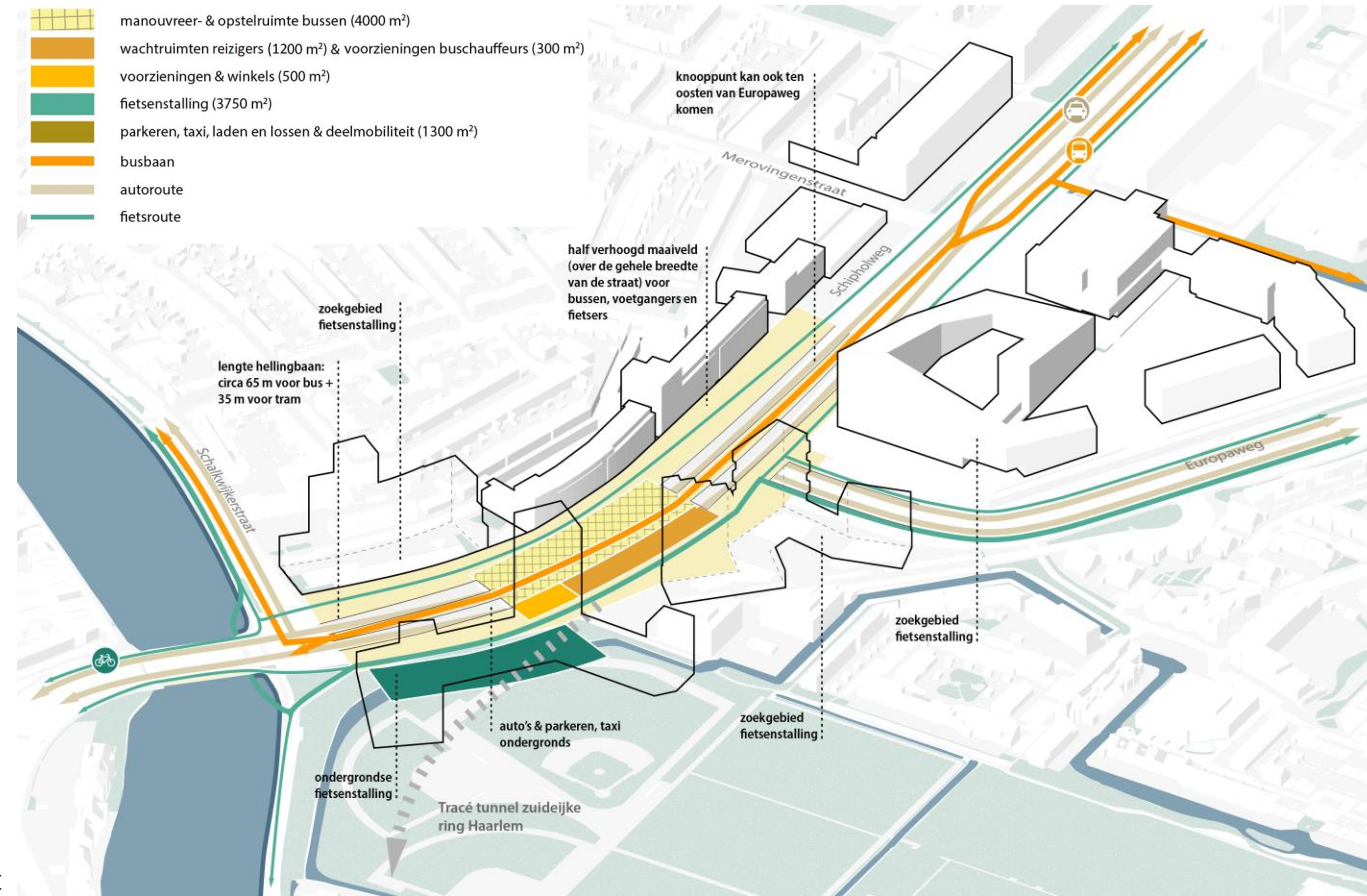 manouvreer- & opstelruimte bussen (4000 m²)
wachtruimten reizigers (1200 m²) & voorzieningen buschauffeurs (300 m²)
voorzieningen & winkels (500 m²)
fietsenstalling (3750 m²)
parkeren, taxi, laden en lossen & deelmobiliteit (1300 m²)
busbaan
autoroute
fietsroute
knooppunt kan ook ten
oosten van Europaweg
komen
Merovingenstraat
half verhoogd maaiveld
(over de gehele breedte
van de straat) voor
bussen, voetgangers en
fietsers
Schipholweg
zoekgebied
fietsenstalling
lengte hellingbaan:
circa 65 m voor bus +
35 m voor tram
Schalkwijkerstraat
Europaweg
zoekgebied
fietsenstalling
zoekgebied
fietsenstalling
auto's & parkeren, taxi
ondergronds
ondergrondse
fietsenstalling
Tracé tunnel zuideijke
ring Haarlem